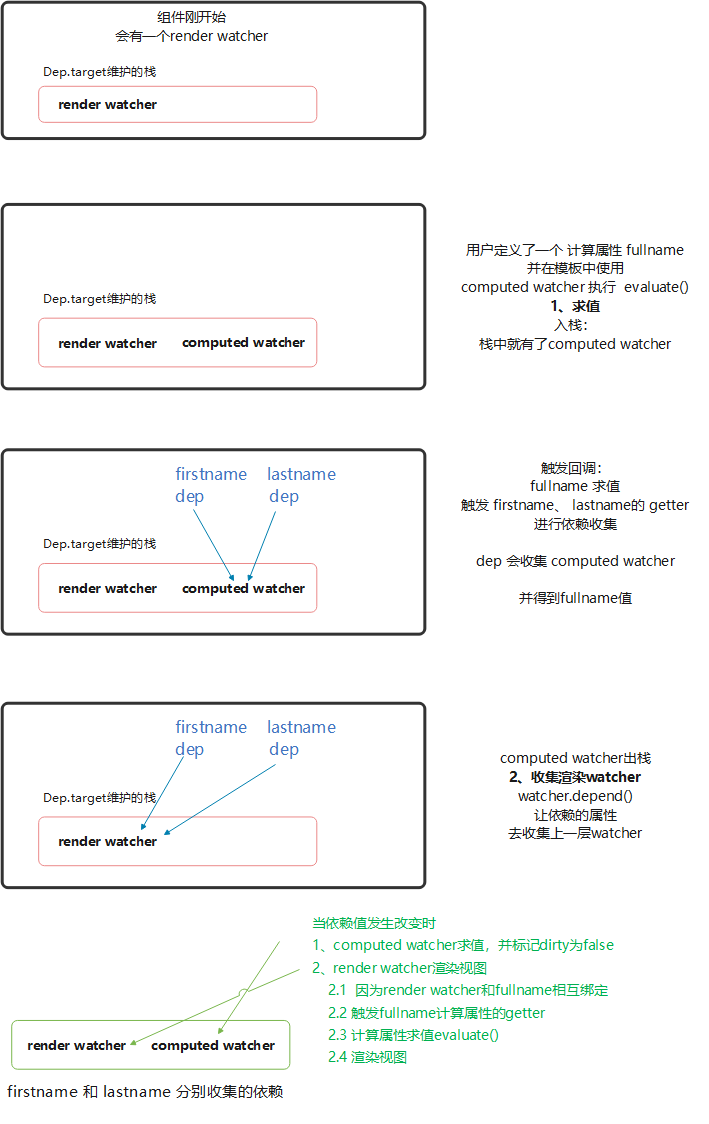 组件刚开始
会有一个render watcher
Dep.target维护的栈
render watcher
Dep.target维护的栈
render watcher computed watcher
用户定义了一个 计算属性 fullname
并在模板中使用
computed watcher 执行 evaluate()
1、求值
入栈：
栈中就有了computed watcher
firstname lastname
dep dep
Dep.target维护的栈
render watcher computed watcher
触发回调：
fullname 求值
触发 firstname、 lastname的 getter
进行依赖收集
dep 会收集 computed watcher
并得到fullname值
firstname lastname
dep dep
Dep.target维护的栈
render watcher
computed watcher出栈
2、收集渲染watcher
watcher.depend()
让依赖的属性
去收集上一层watcher
当依赖值发生改变时
1、computed watcher求值，并标记dirty为false
2、render watcher渲染视图
2.1 因为render watcher和fullname相互绑定
2.2 触发fullname计算属性的getter
2.3 计算属性求值evaluate()
2.4 渲染视图
render watcher computed watcher
firstname 和 lastname 分别收集的依赖